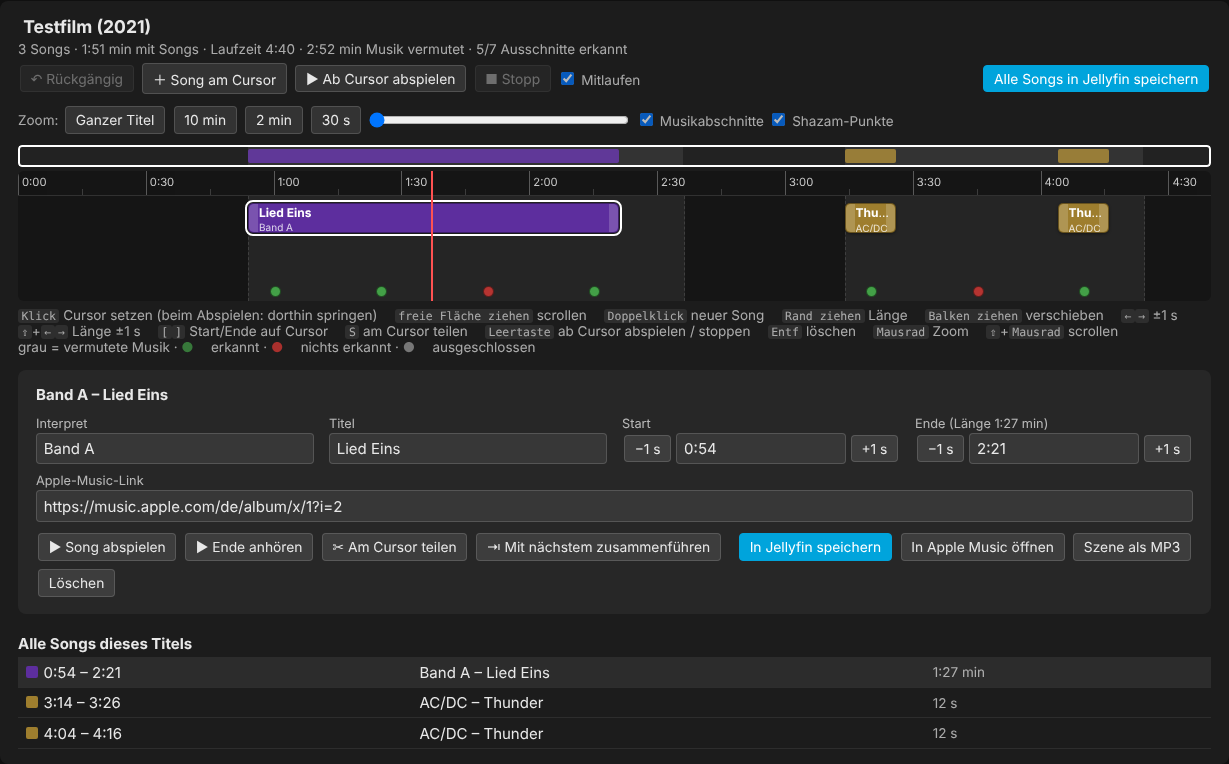 Testfilm (2021)
3 Songs · 1:51 min mit Songs · Laufzeit 4:40 · 2:52 min Musik vermutet · 5/7 Ausschnitte erkannt
↶ Rückgängig + Song am Cursor ▶ Ab Cursor abspielen ■ Stopp Mitlaufen Alle Songs in Jellyfin speichern
Zoom: Ganzer Titel 10 min 2 min 30 s Musikabschnitte Shazam-Punkte
0:00 0:30 1:00 1:30 2:00 2:30 3:00 3:30 4:00 4:30
Lied Eins Thu... Thu...
Band A AC/DC AC/DC
Klick Cursor setzen (beim Abspielen: dorthin springen) freie Fläche ziehen scrollen Doppelklick neuer Song Rand ziehen Länge Balken ziehen verschieben ← → ±1 s
⇧+← → Länge ±1 s [ ] Start/Ende auf Cursor S am Cursor teilen Leertaste ab Cursor abspielen / stoppen Entf löschen Mausrad Zoom ⇧+Mausrad scrollen
grau = vermutete Musik · erkannt · nichts erkannt · ausgeschlossen
Band A – Lied Eins
Interpret Titel Start Ende (Länge 1:27 min)
Band A Lied Eins −1 s 0:54 +1 s −1 s 2:21 +1 s
Apple-Music-Link
https://music.apple.com/de/album/x/1?i=2
▶ Song abspielen ▶ Ende anhören ✂ Am Cursor teilen ⇥ Mit nächstem zusammenführen In Jellyfin speichern In Apple Music öffnen Szene als MP3
Löschen
Alle Songs dieses Titels
0:54 – 2:21 Band A – Lied Eins 1:27 min
3:14 – 3:26 AC/DC – Thunder 12 s
4:04 – 4:16 AC/DC – Thunder 12 s